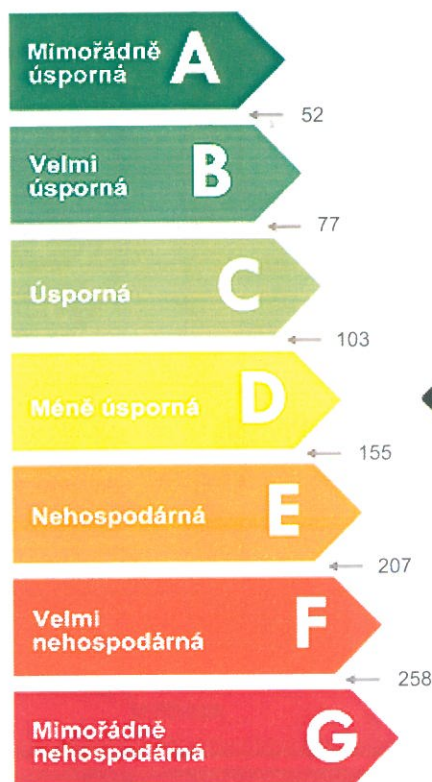 Mimořádně
úsporná
A
52
Velmi
úsporná
B
77
Úsporná
C
103
Méně úsporná
D
155
Nehospodárná
E
207
Velmi
nehospodárná
F
258
Mimořádně
nehospodárná
G